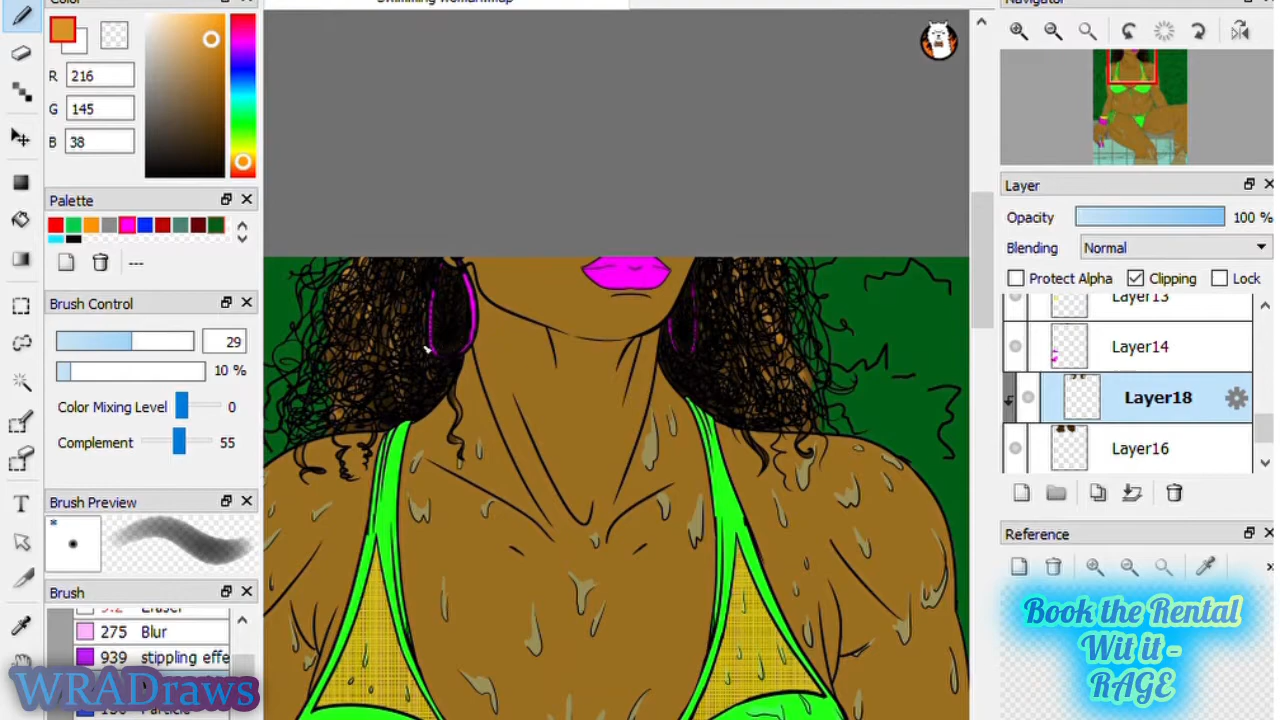 Color
R 216
G 145
B 38
Palette
---
Brush Control
29
10 %
Color Mixing Level 0
Complement 55
Brush Preview
Brush
Eraser
275 Blur
939 stippling effe
Particle
WRADraws
Navigator
Layer
Opacity 100 %
Blending Normal
Protect Alpha Clipping Lock
Layer13
Layer14
Layer18
Layer16
Reference
Book the Rental
Wit it -
RAGE